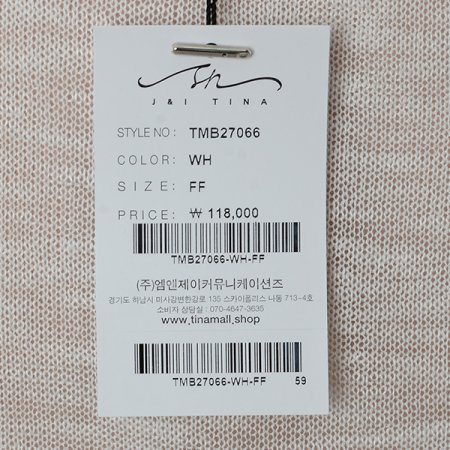 J & I TINA
STYLE NO : TMB27066
COLOR : WH
SIZE : FF
PRICE : ₩ 118,000
TMB27066-WH-FF
(주)엠앤제이커뮤니케이션즈
경기도 하남시 미사강변한강로 135 스카이폴리스 나동 713-4호
소비자 상담실 : 070-4647-3635
www.tinamall.shop
TMB27066-WH-FF 59